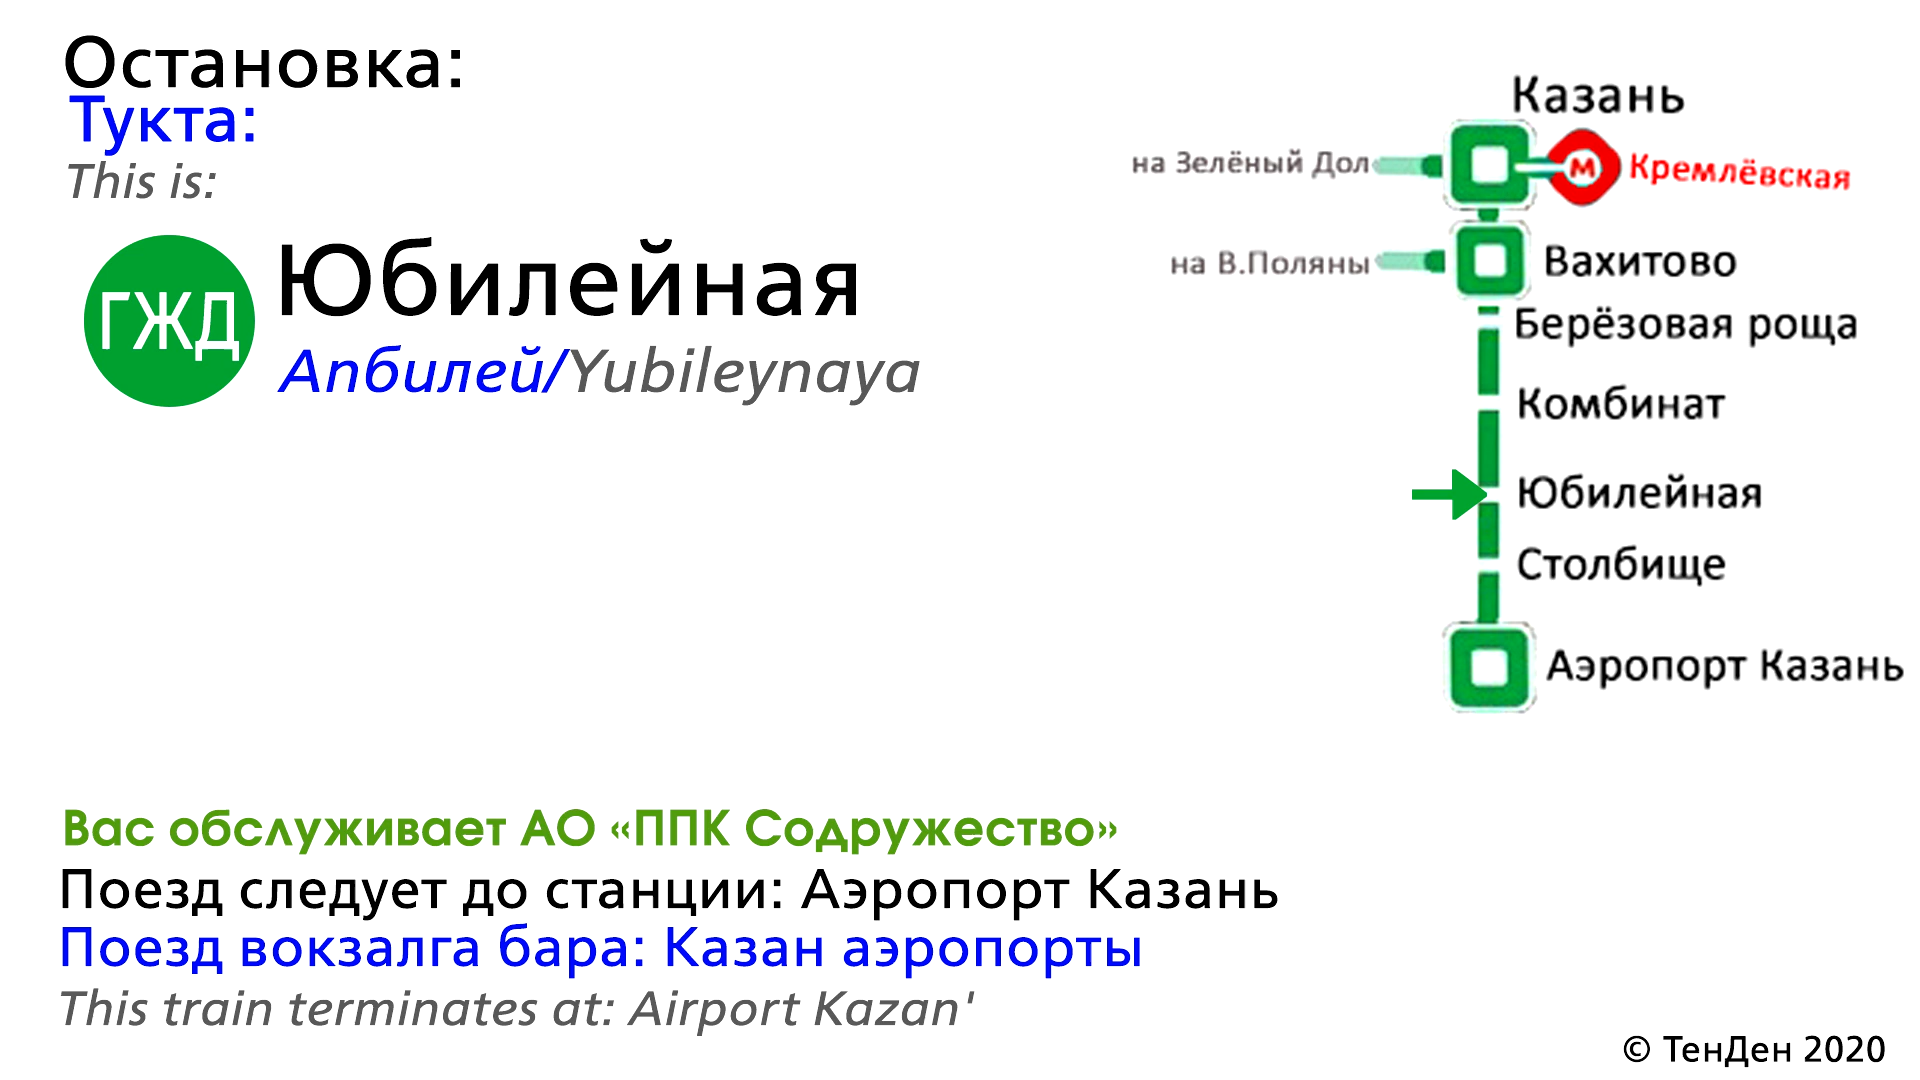 Остановка:
Тукта:
This is:
ГЖД
Юбилейная
Апбилей/Yubileynaya
Казань
на Зелёный Дол
М
Кремлёвская
на В.Поляны
Вахитово
Берёзовая роща
Комбинат
Юбилейная
Столбище
Аэропорт Казань
Вас обслуживает АО «ППК Содружество»
Поезд следует до станции: Аэропорт Казань
Поезд вокзалга бара: Казан аэропорты
This train terminates at: Airport Kazan'
© ТенДен 2020